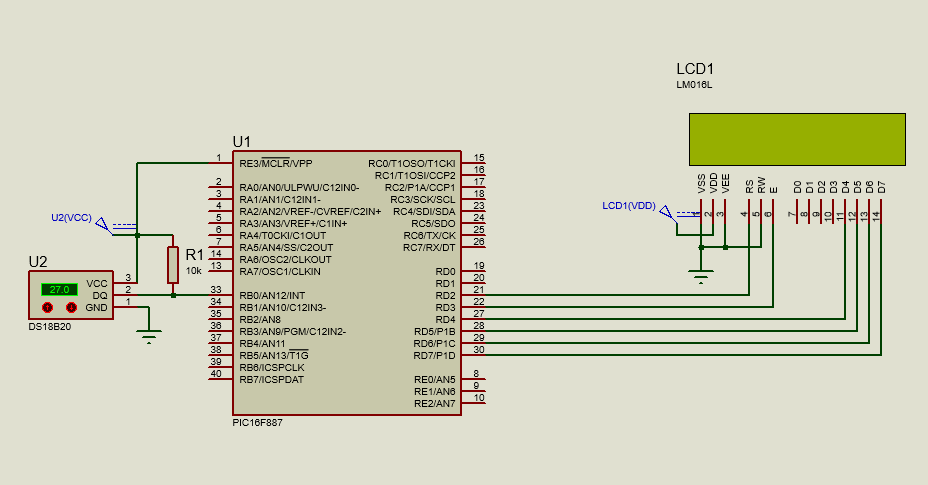 LCD1
LM016L
VSS VDD VEE RS RW E D0 D1 D2 D3 D4 D5 D6 D7
1 2 3 4 5 6 7 8 9 10 11 12 13 14
LCD1(VDD)
U1
1 RE3/MCLR/VPP RC0/T1OSO/T1CKI 15
RC1/T1OSI/CCP2 16
2 RA0/AN0/ULPWU/C12IN0- RC2/P1A/CCP1 17
3 RA1/AN1/C12IN1- RC3/SCK/SCL 18
4 RA2/AN2/VREF-/CVREF/C2IN+ RC4/SDI/SDA 23
5 RA3/AN3/VREF+/C1IN+ RC5/SDO 24
6 RA4/T0CKI/C1OUT RC6/TX/CK 25
7 RA5/AN4/SS/C2OUT RC7/RX/DT 26
14 RA6/OSC2/CLKOUT
13 RA7/OSC1/CLKIN RD0 19
RD1 20
33 RB0/AN12/INT RD2 21
34 RB1/AN10/C12IN3- RD3 22
35 RB2/AN8 RD4 27
36 RB3/AN9/PGM/C12IN2- RD5/P1B 28
37 RB4/AN11 RD6/P1C 29
38 RB5/AN13/T1G RD7/P1D 30
39 RB6/ICSPCLK
40 RB7/ICSPDAT RE0/AN5 8
RE1/AN6 9
RE2/AN7 10
PIC16F887
U2(VCC)
R1
10k
U2
27.0
VCC 3
DQ 2
GND 1
DS18B20